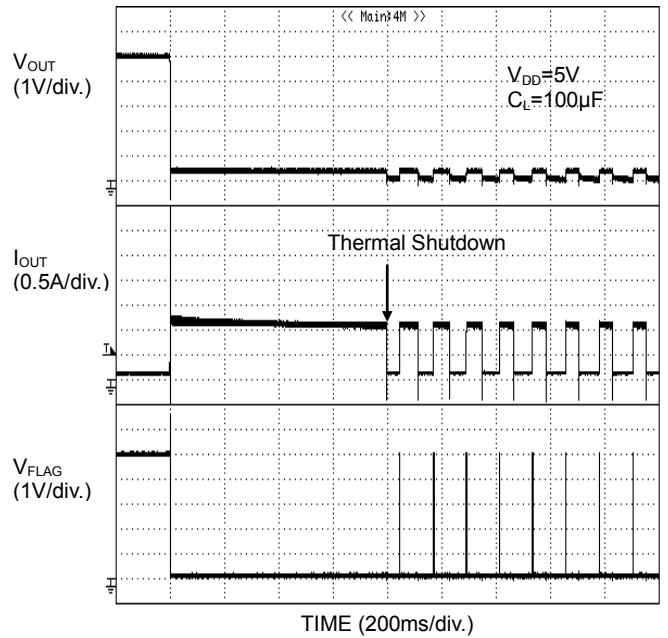 << Main:4M >>
VOUT
(1V/div.)
VDD=5V
CL=100µF
Thermal Shutdown
IOUT
(0.5A/div.)
VFLAG
(1V/div.)
TIME (200ms/div.)